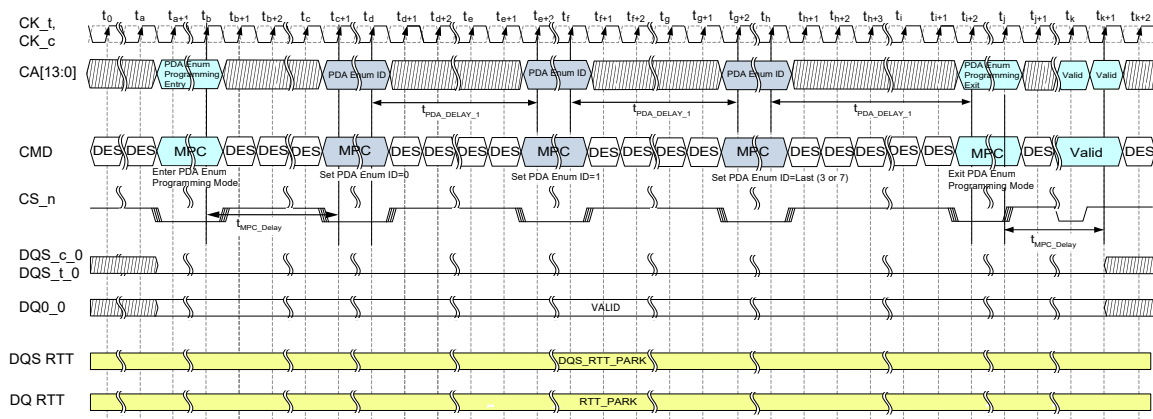 t0 ta ta+1 tb tb+1 tb+2 tc tc+1 td td+1 td+2 te te+1 te+2 tf tf+1 tf+2 tg tg+1 tg+2 th th+1 th+2 th+3 ti ti+1 ti+2 tj tj+1 tk tk+1 tk+2
CK_t,
CK_c
CA[13:0]
PDA Enum
Programming
Entry
PDA Enum ID
PDA Enum ID
PDA Enum ID
PDA Enum
Programming
Exit
Valid
Valid
tPDA_DELAY_1
tPDA_DELAY_1
tPDA_DELAY_1
CMD
DES DES MPC DES DES DES MPC DES DES DES DES MPC DES DES DES DES MPC DES DES DES DES DES MPC DES Valid DES
Enter PDA Enum
Programming Mode
Set PDA Enum ID=0
Set PDA Enum ID=1
Set PDA Enum ID=Last (3 or 7)
Exit PDA Enum
Programming Mode
CS_n
tMPC_Delay
tMPC_Delay
DQS_c_0
DQS_t_0
DQ0_0
VALID
DQS RTT
DQS_RTT_PARK
DQ RTT
RTT_PARK